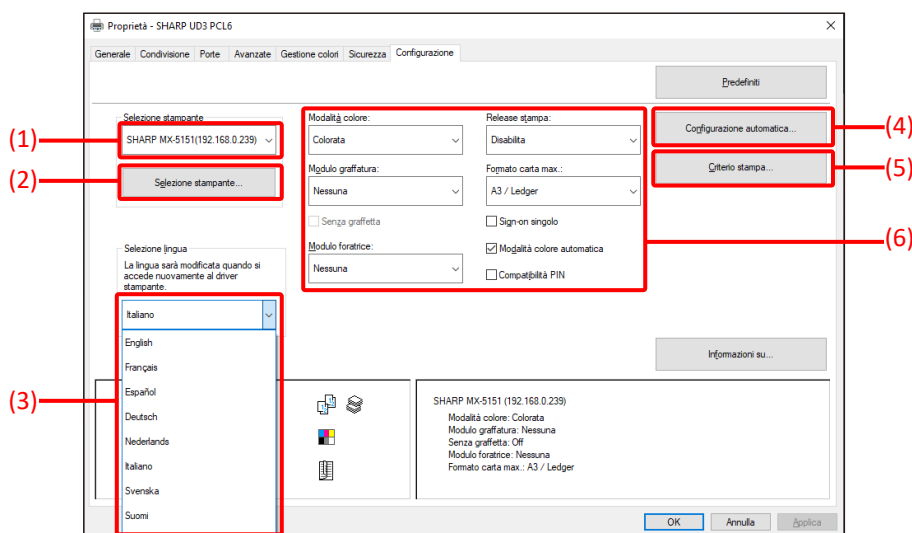 Proprietà - SHARP UD3 PCL6
Generale Condivisione Porte Avanzate Gestione colori Sicurezza Configurazione
Predefiniti
Selezione stampante
SHARP MX-5151(192.168.0.239)
Selezione stampante...
Modalità colore:
Colorata
Modulo graffatura:
Nessuna
Senza graffetta
Modulo foratrice:
Nessuna
Release stampa:
Disabilita
Formato carta max.:
A3 / Ledger
Sign-on singolo
Modalità colore automatica
Compatibilità PIN
Configurazione automatica...
Criterio stampa...
Selezione lingua
La lingua sarà modificata quando si
accede nuovamente al driver
stampante.
Italiano
English
Français
Español
Deutsch
Nederlands
Italiano
Svenska
Suomi
Informazioni su...
SHARP MX-5151 (192.168.0.239)
Modalità colore: Colorata
Modulo graffatura: Nessuna
Senza graffetta: Off
Modulo foratrice: Nessuna
Formato carta max.: A3 / Ledger
OK Annulla Applica
(1)
(2)
(3)
(4)
(5)
(6)